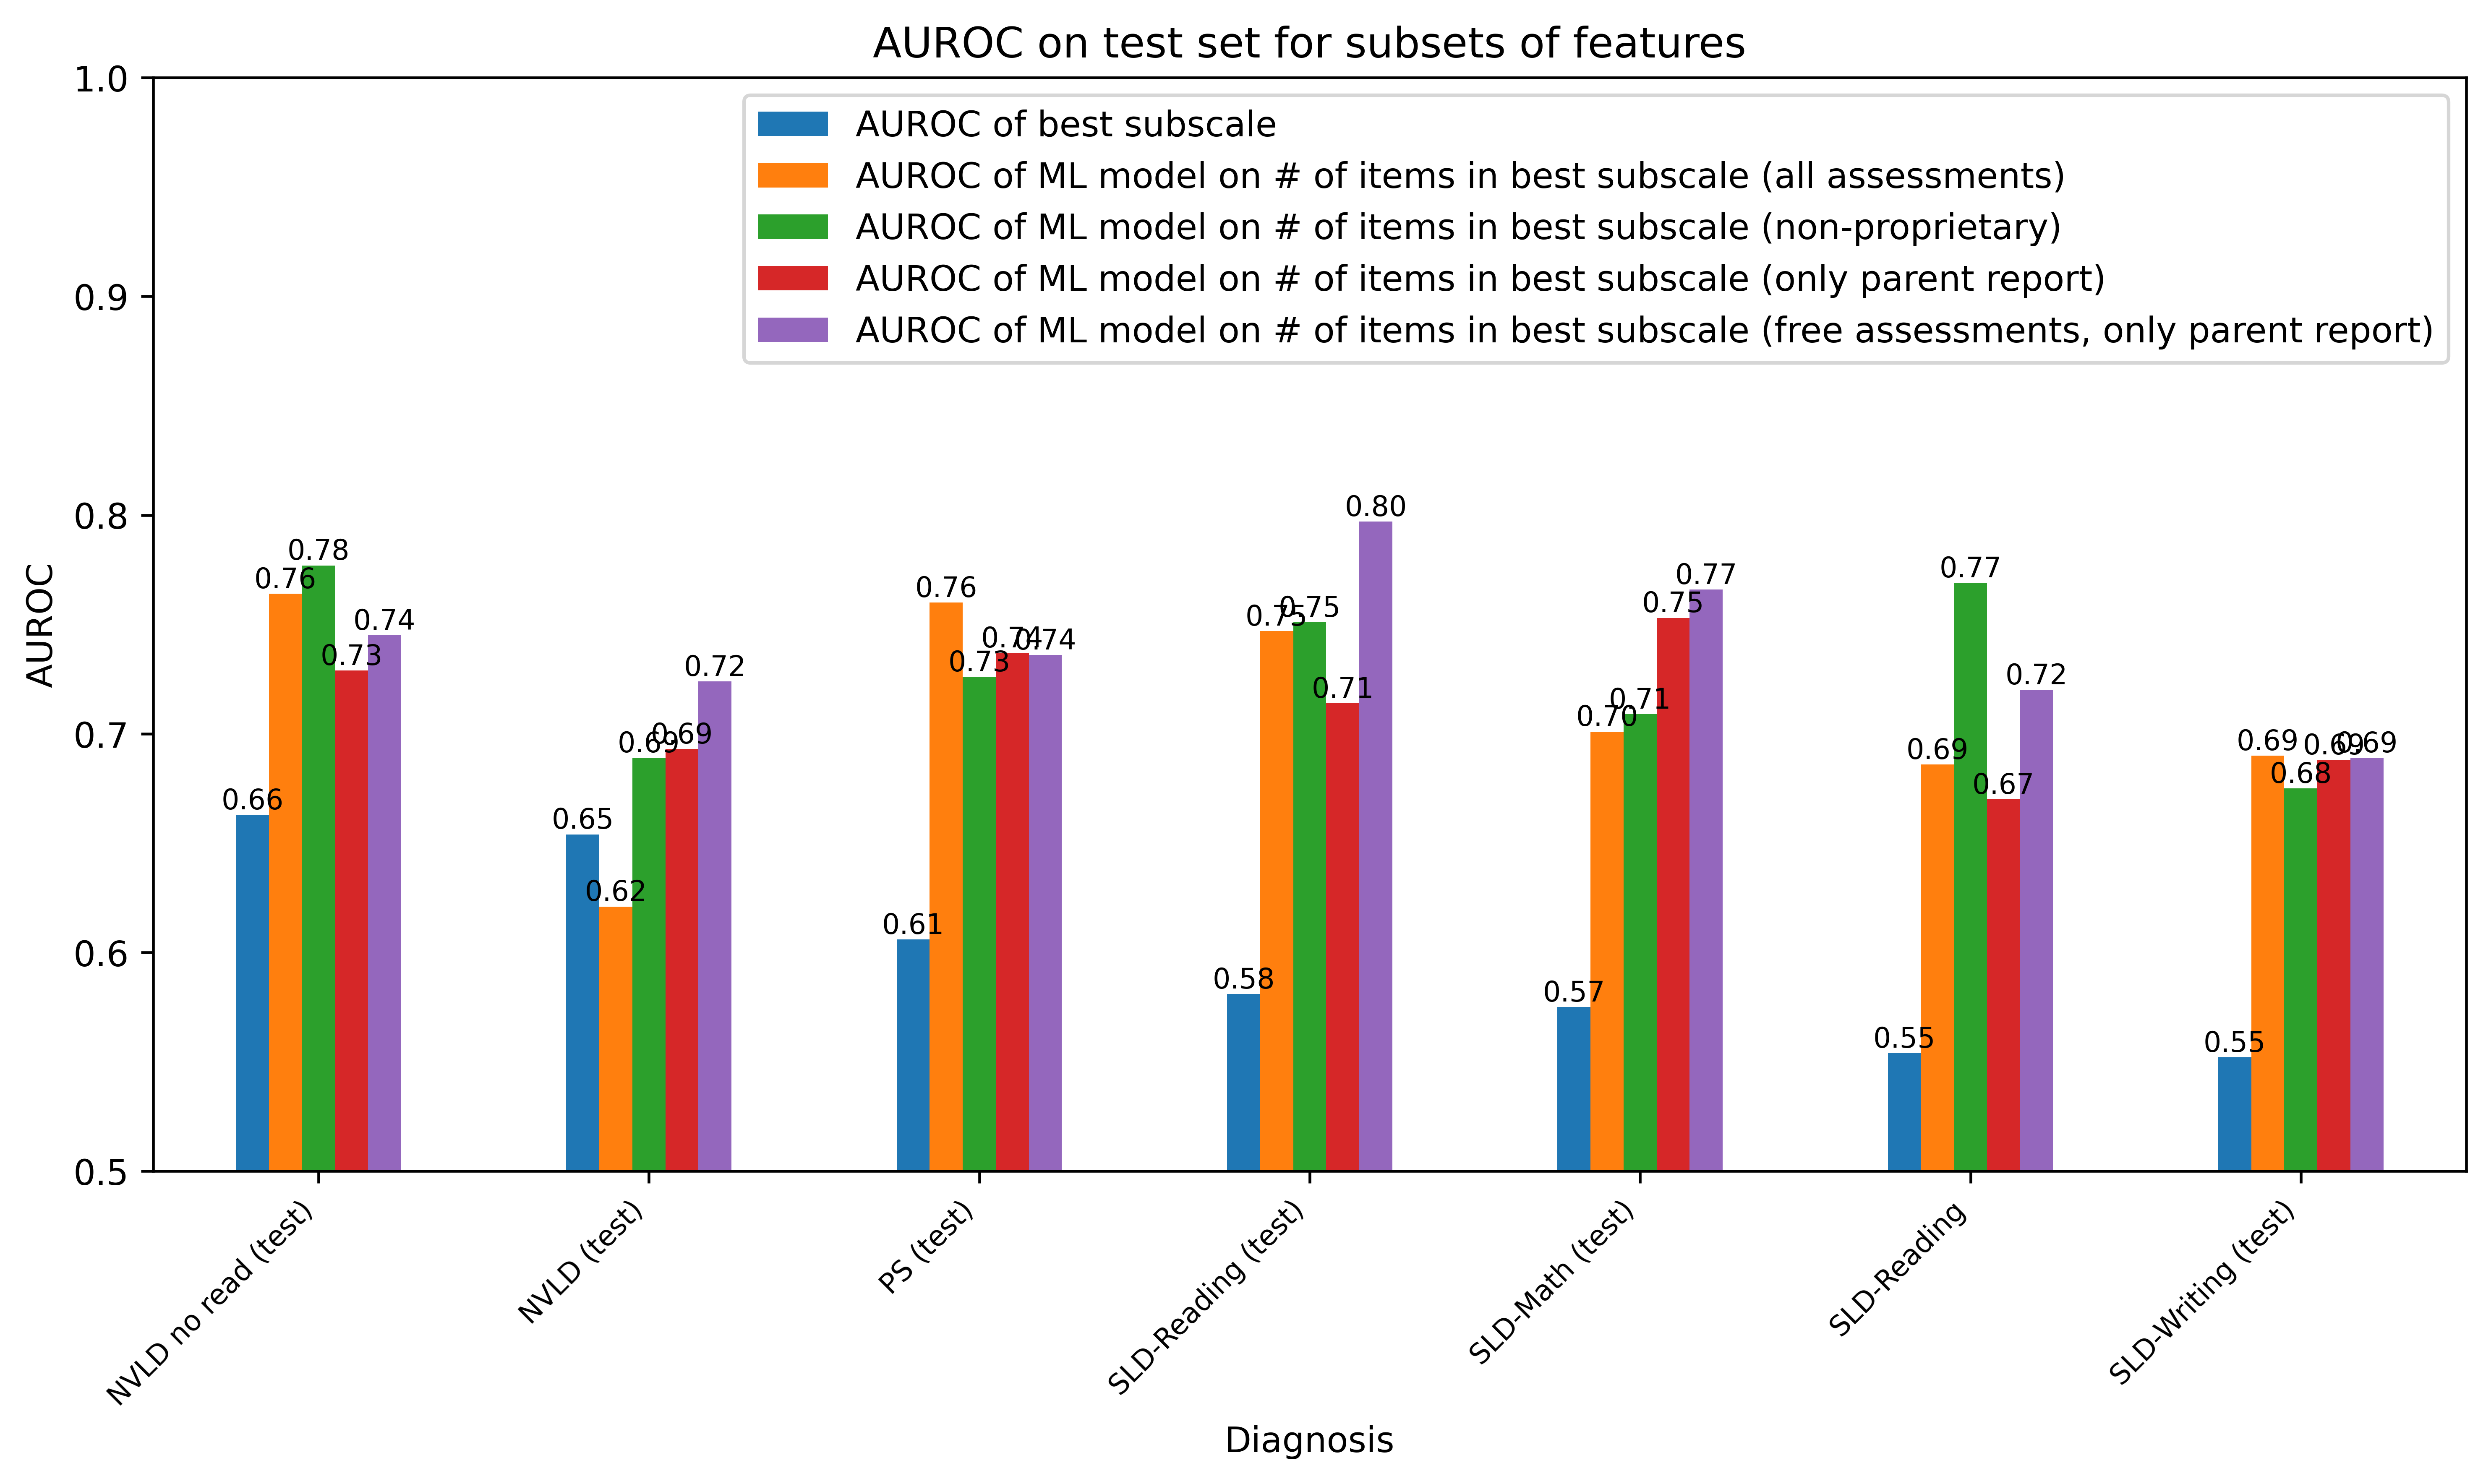 AUROC on test set for subsets of features
1.0
0.9
0.8
0.7
0.6
0.5
AUROC
AUROC of best subscale
AUROC of ML model on # of items in best subscale (all assessments)
AUROC of ML model on # of items in best subscale (non-proprietary)
AUROC of ML model on # of items in best subscale (only parent report)
AUROC of ML model on # of items in best subscale (free assessments, only parent report)
0.66
0.76
0.78
0.73
0.74
0.65
0.62
0.69
0.69
0.72
0.61
0.76
0.73
0.74
0.74
0.58
0.75
0.75
0.71
0.80
0.57
0.70
0.71
0.75
0.77
0.55
0.69
0.77
0.67
0.72
0.55
0.69
0.68
0.69
0.69
NVLD no read (test)
NVLD (test)
PS (test)
SLD-Reading (test)
SLD-Math (test)
SLD-Reading
SLD-Writing (test)
Diagnosis